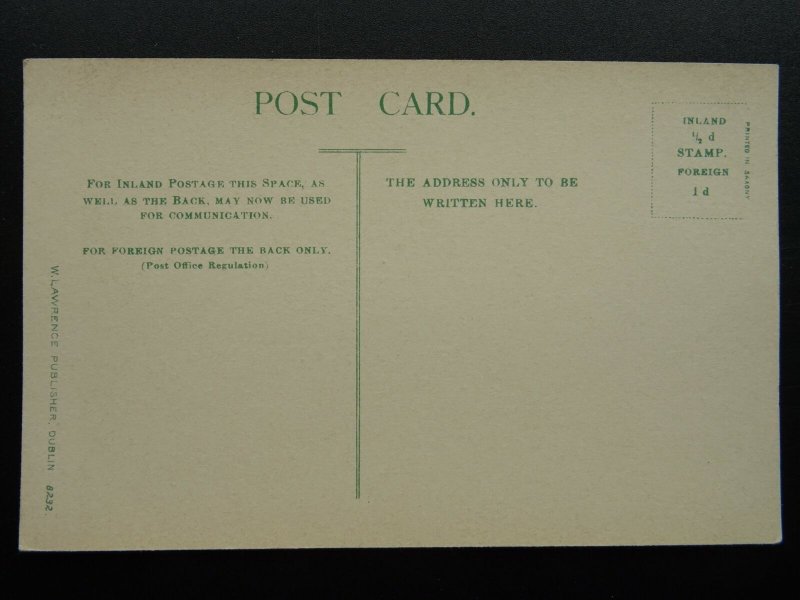 POST CARD.
FOR INLAND POSTAGE THIS SPACE, AS
WELL AS THE BACK, MAY NOW BE USED
FOR COMMUNICATION.
FOR FOREIGN POSTAGE THE BACK ONLY.
(Post Office Regulation)
THE ADDRESS ONLY TO BE
WRITTEN HERE.
INLAND
½ d
STAMP.
FOREIGN
1 d
PRINTED IN SAXONY
W. LAWRENCE PUBLISHER, DUBLIN 8232.